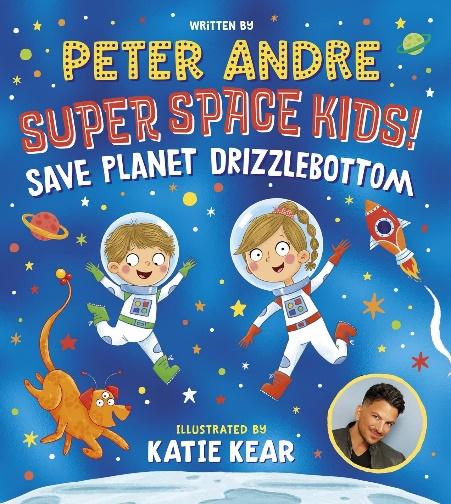 WRITTEN BY
PETER ANDRE
SUPER SPACE KIDS!
SAVE PLANET DRIZZLEBOTTOM
ILLUSTRATED BY
KATIE KEAR